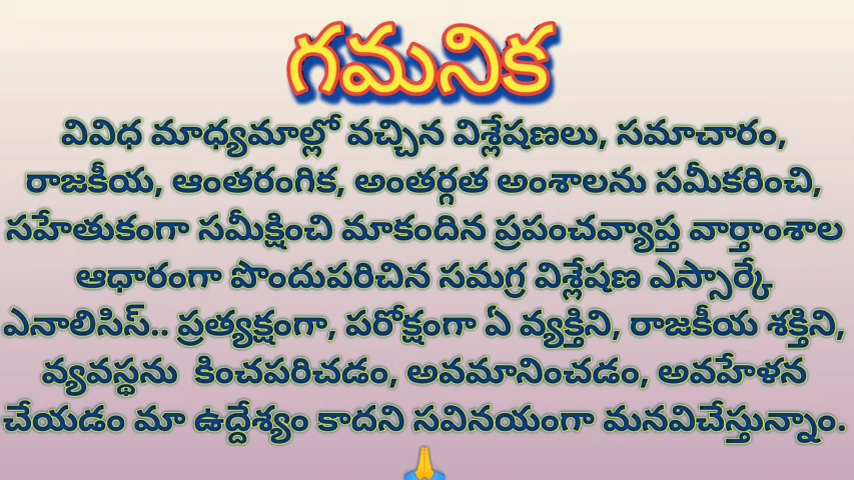 గమనిక
వివిధ మాధ్యమాల్లో వచ్చిన విశ్లేషణలు, సమాచారం,
రాజకీయ, ఆంతరంగిక, అంతర్గత అంశాలను సమీకరించి,
సహేతుకంగా సమీక్షించి మాకందిన ప్రపంచవ్యాప్త వార్తాంశాల
ఆధారంగా పొందుపరిచిన సమగ్ర విశ్లేషణ ఎస్సార్కే
ఎనాలిసిస్.. ప్రత్యక్షంగా, పరోక్షంగా ఏ వ్యక్తిని, రాజకీయ శక్తిని,
వ్యవస్థను కించపరిచడం, అవమానించడం, అవహేళన
చేయడం మా ఉద్దేశ్యం కాదని సవినయంగా మనవిచేస్తున్నాం.
🙏